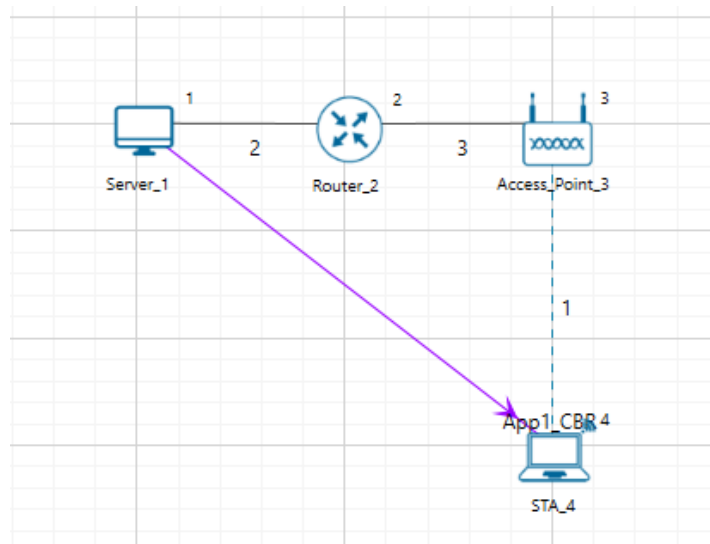 1
2
3
2
3
Server_1
Router_2
Access_Point_3
1
App1_CBR
4
STA_4